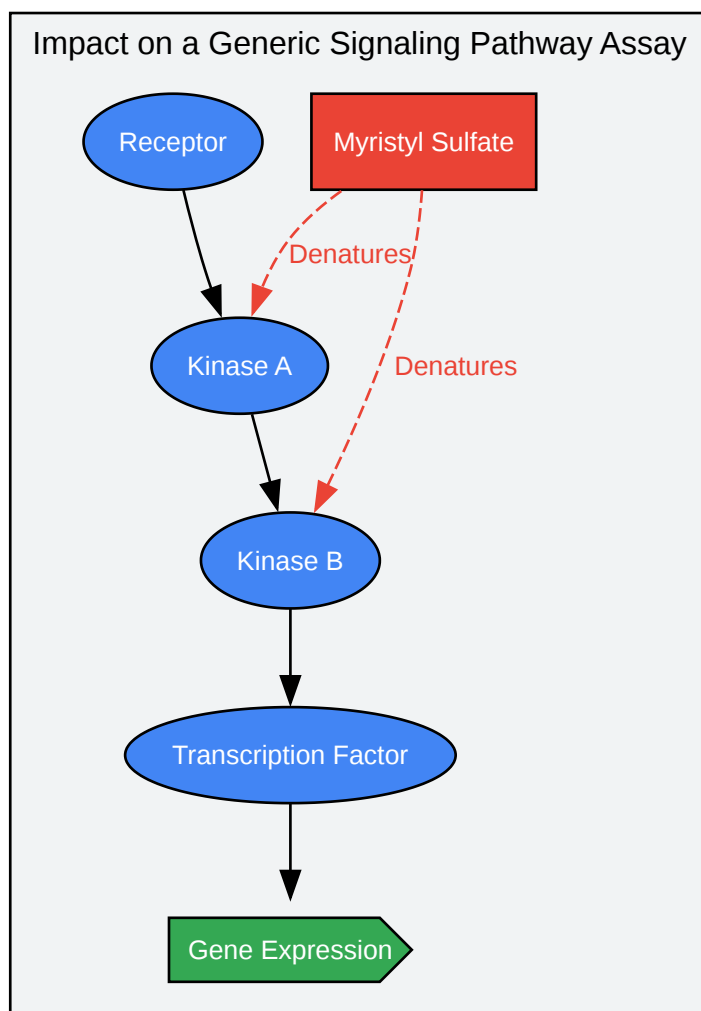 Impact on a Generic Signaling Pathway Assay
Receptor
Myristyl Sulfate
Denatures
Kinase A
Denatures
Kinase B
Transcription Factor
Gene Expression